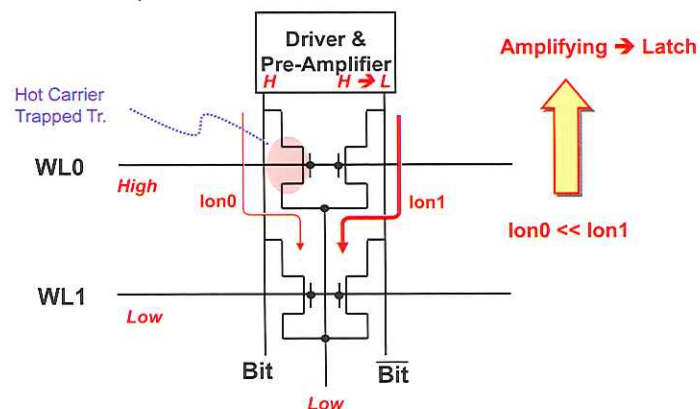 Driver &
Pre-Amplifier
H H ➔ L
Amplifying ➔ Latch
Hot Carrier
Trapped Tr.
WL0
High
Ion0
Ion1
Ion0 << Ion1
WL1
Low
Bit
Bit
Low